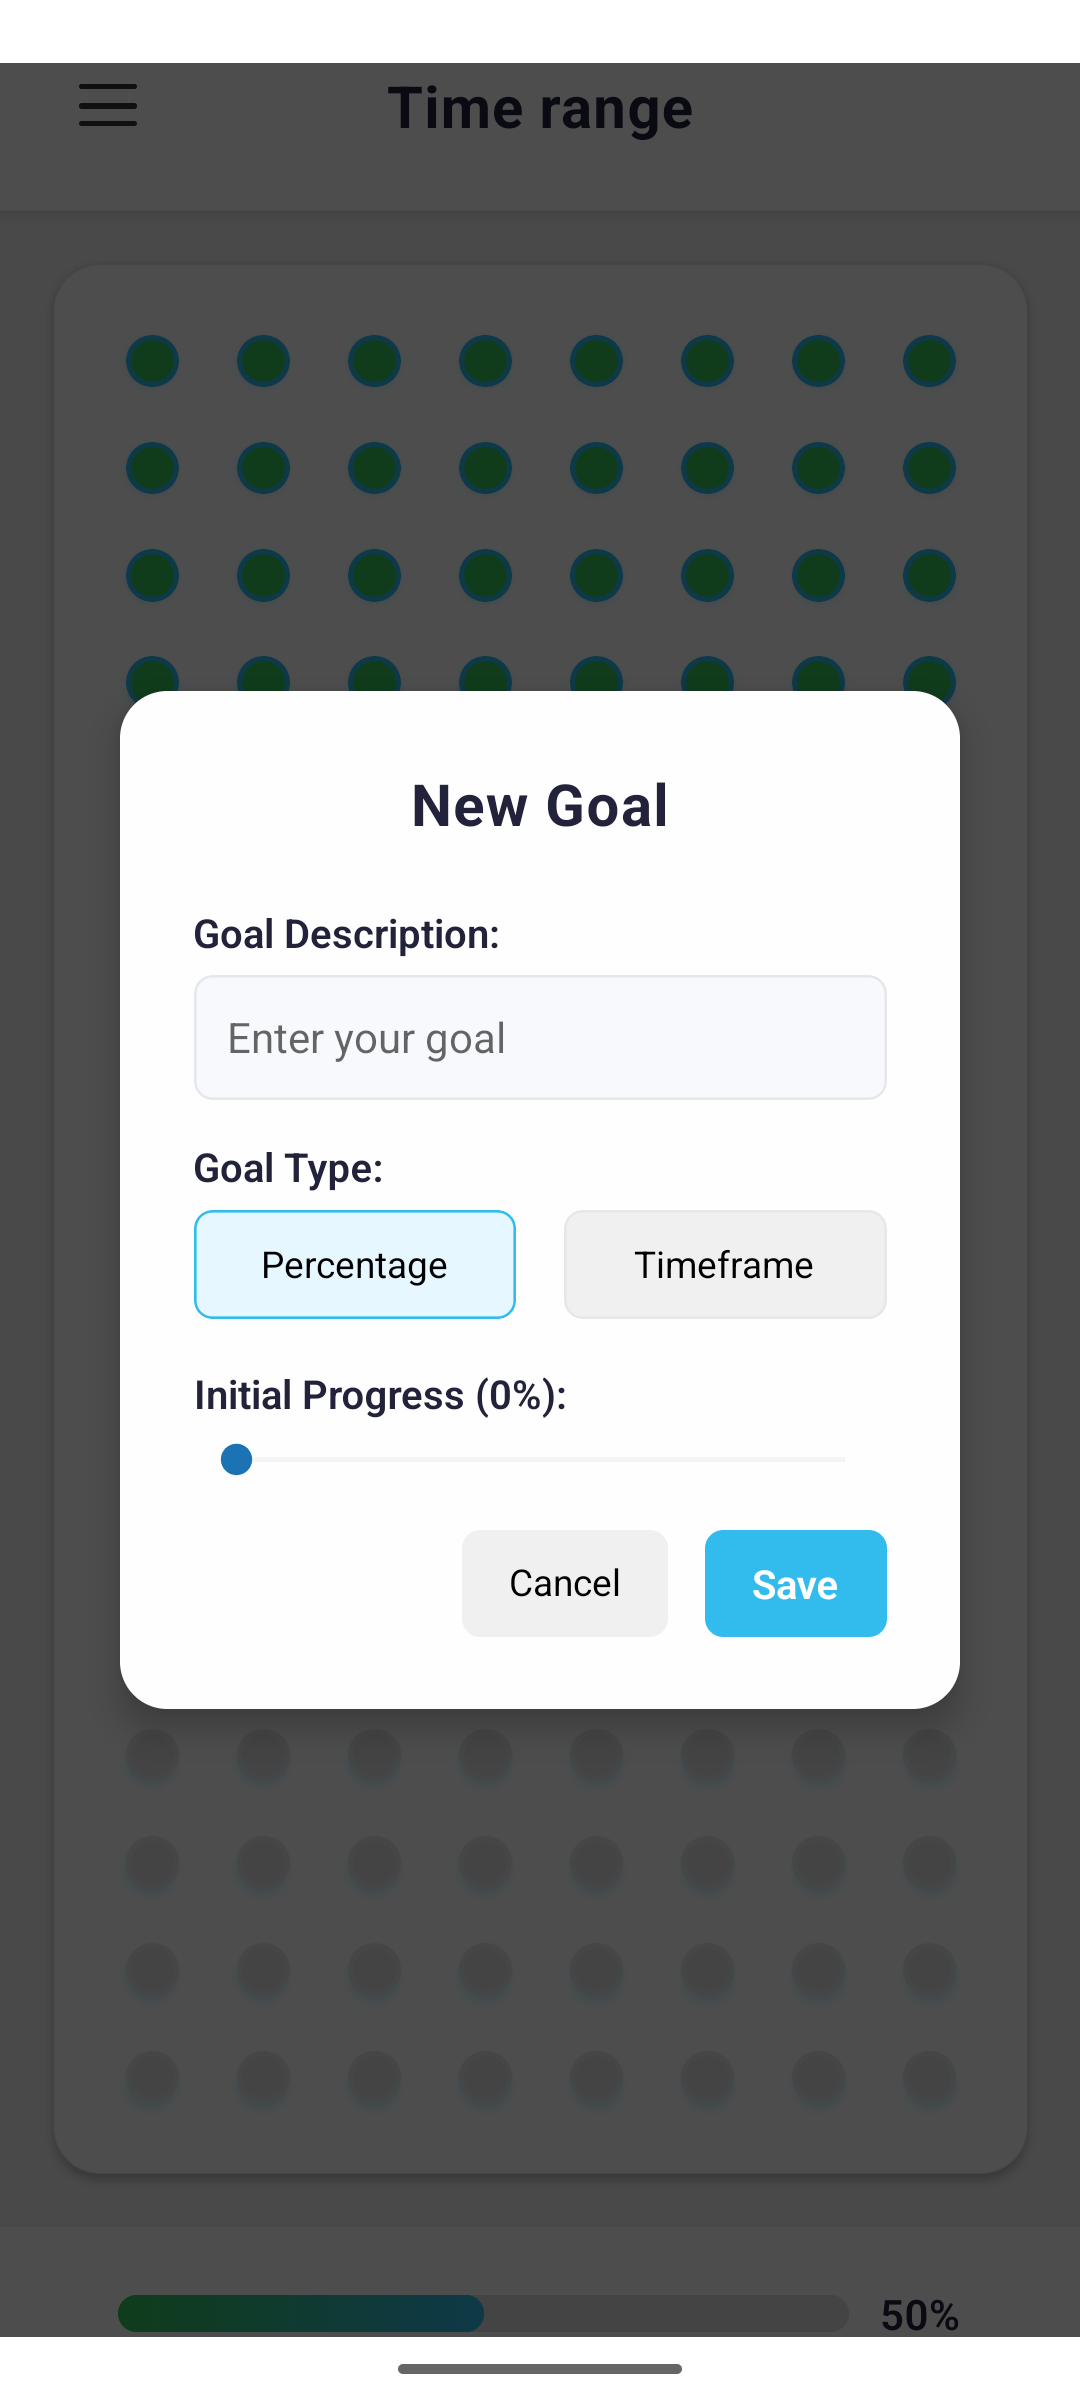 Time range
New Goal
Goal Description:
Enter your goal
Goal Type:
Percentage
Timeframe
Initial Progress (0%):
Cancel
Save
50%